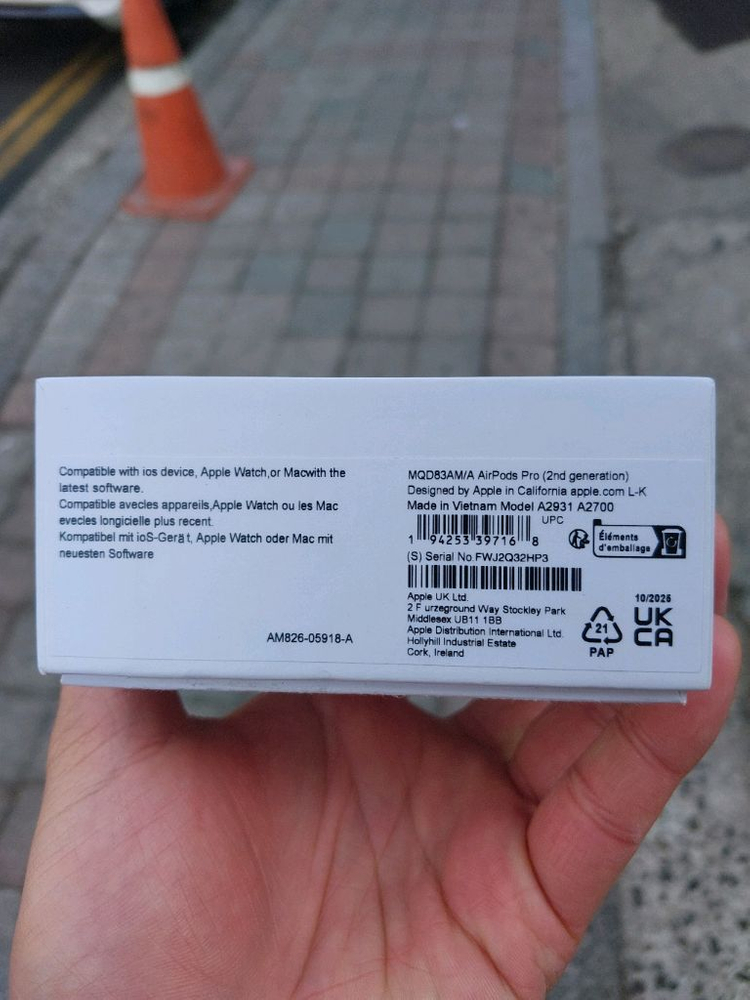 Compatible with ios device, Apple Watch,or Macwith the
latest software.
Compatible avecles appareils,Apple Watch ou les Mac
evecles longicielle plus recent.
Kompatibel mit ioS-Gerät, Apple Watch oder Mac mit
neuesten Software
AM826-05918-A
MQD83AM/A AirPods Pro (2nd generation)
Designed by Apple in California apple.com L-K
Made in Vietnam Model A2931 A2700
UPC
1 94253 39716 8
(S) Serial No.FWJ2Q32HP3
Éléments
d'emballage
Apple UK Ltd.
2 F urzeground Way Stockley Park
Middlesex UB11 1BB
Apple Distribution International Ltd.
Hollyhill Industrial Estate
Cork, Ireland
21
PAP
10/2025
UK
CA